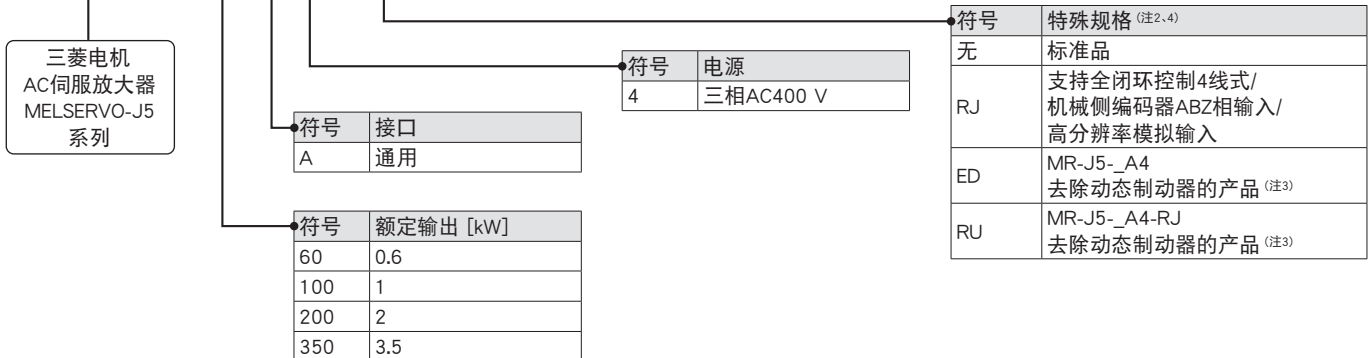 三菱电机
AC伺服放大器
MELSERVO-J5
系列
符号 额定输出 [kW]
60 0.6
100 1
200 2
350 3.5
符号 接口
A 通用
符号 电源
4 三相AC400 V
符号 特殊规格 (注2、4)
无 标准品
RJ 支持全闭环控制4线式/
机械侧编码器ABZ相输入/
高分辨率模拟输入
ED MR-J5-_A4
去除动态制动器的产品 (注3)
RU MR-J5-_A4-RJ
去除动态制动器的产品 (注3)